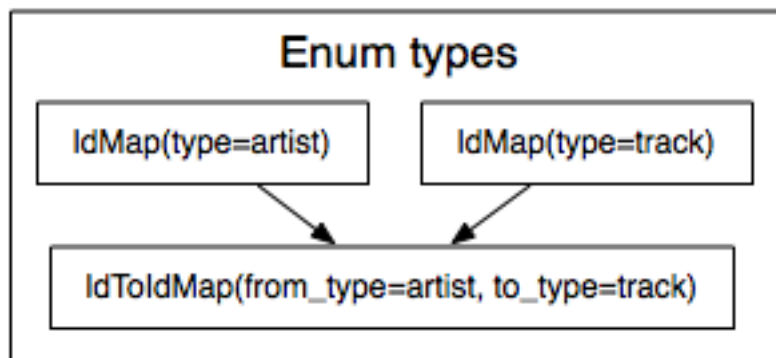 Enum types
IdMap(type=artist)
IdMap(type=track)
IdToIdMap(from_type=artist, to_type=track)